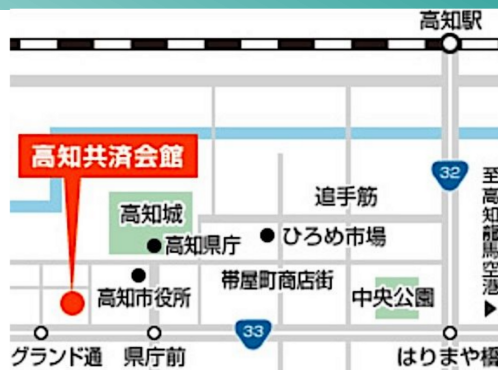 高知駅
高知共済会館
32
至高知龍馬空港▶
追手筋
高知城
高知県庁
ひろめ市場
帯屋町商店街
高知市役所
中央公園
33
グランド通
県庁前
はりまや橋